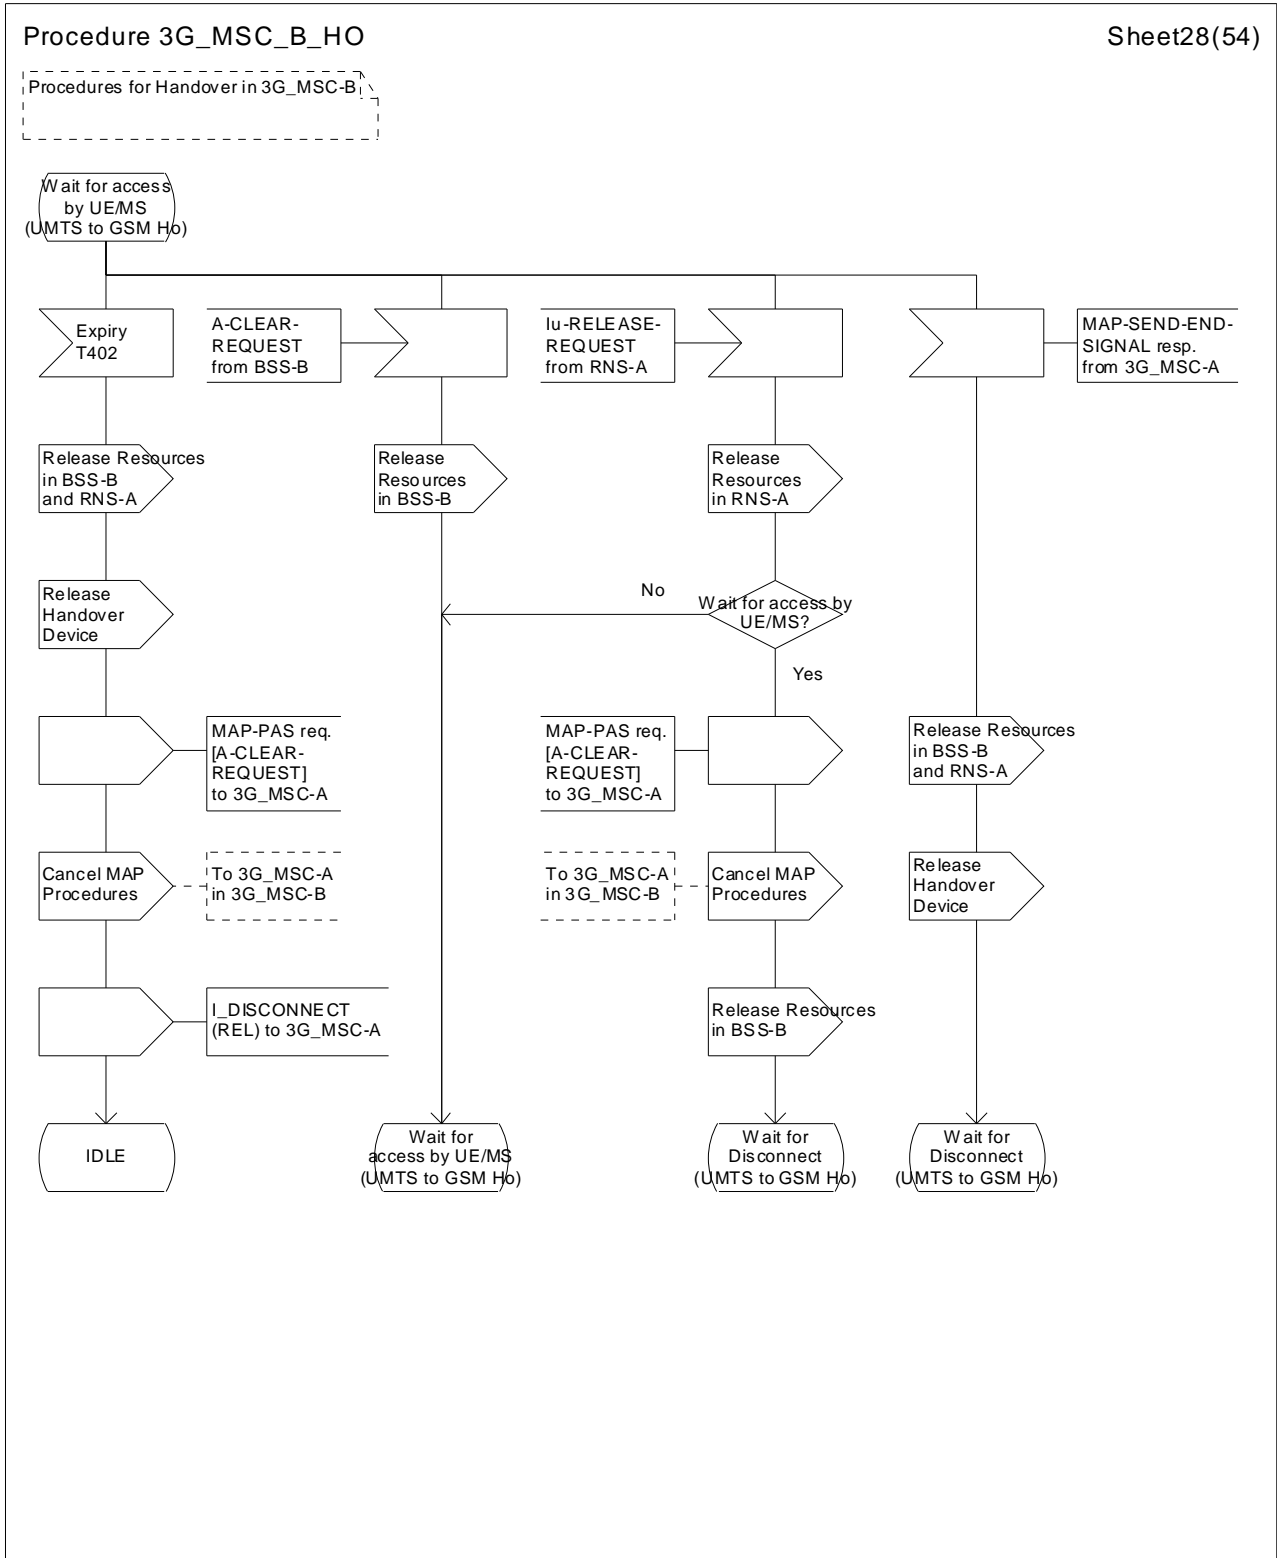 Procedure 3G_MSC_B_HO
Sheet28(54)
Procedures for Handover in 3G_MSC-B
Wait for access
by UE/MS
(UMTS to GSM Ho)
Expiry
T402
A-CLEAR-
REQUEST
from BSS-B
Iu-RELEASE-
REQUEST
from RNS-A
MAP-SEND-END-
SIGNAL resp.
from 3G_MSC-A
Release Resources
in BSS-B
and RNS-A
Release
Resources
in BSS-B
Release
Resources
in RNS-A
Release
Handover
Device
No
Wait for access by
UE/MS?
Yes
MAP-PAS req.
[A-CLEAR-
REQUEST]
to 3G_MSC-A
MAP-PAS req.
[A-CLEAR-
REQUEST]
to 3G_MSC-A
Release Resources
in BSS-B
and RNS-A
Cancel MAP
Procedures
To 3G_MSC-A
in 3G_MSC-B
To 3G_MSC-A
in 3G_MSC-B
Cancel MAP
Procedures
Release
Handover
Device
I_DISCONNECT
(REL) to 3G_MSC-A
Release Resources
in BSS-B
IDLE
Wait for
access by UE/MS
(UMTS to GSM Ho)
Wait for
Disconnect
(UMTS to GSM Ho)
Wait for
Disconnect
(UMTS to GSM Ho)